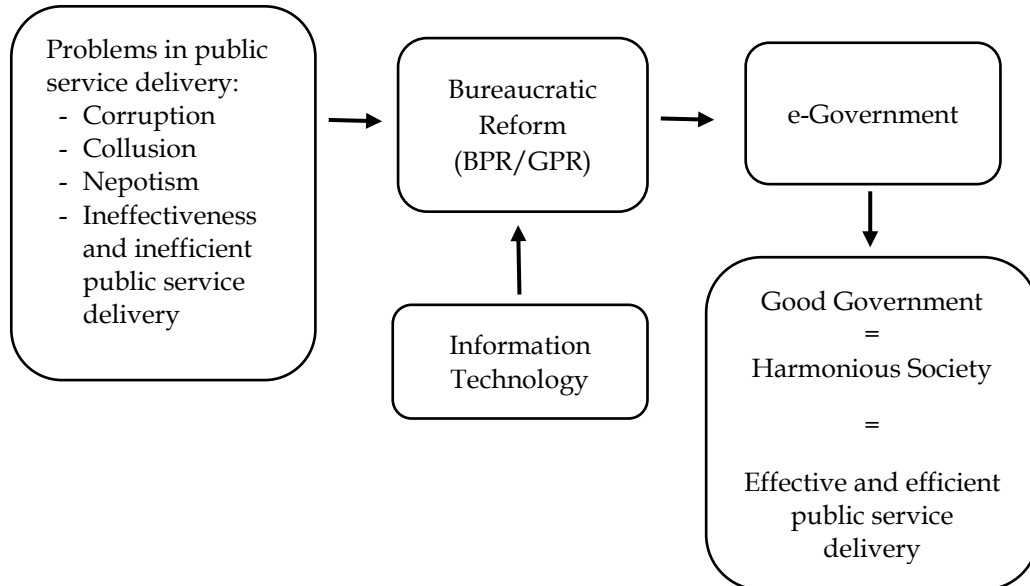 Problems in public
service delivery:
- Corruption
- Collusion
- Nepotism
- Ineffectiveness
and inefficient
public service
delivery
Bureaucratic
Reform
(BPR/GPR)
e-Government
Information
Technology
Good Government
=
Harmonious Society
=
Effective and efficient
public service
delivery